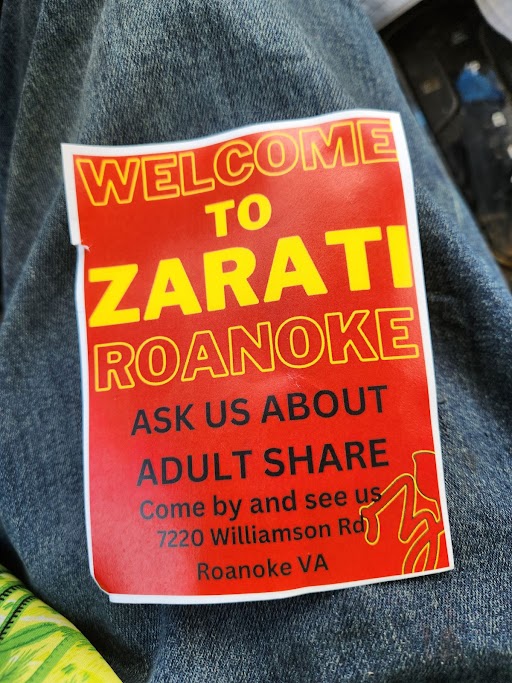 WELCOME
TO
ZARATI
ROANOKE
ASK US ABOUT
ADULT SHARE
Come by and see us
7220 Williamson Rd
Roanoke VA